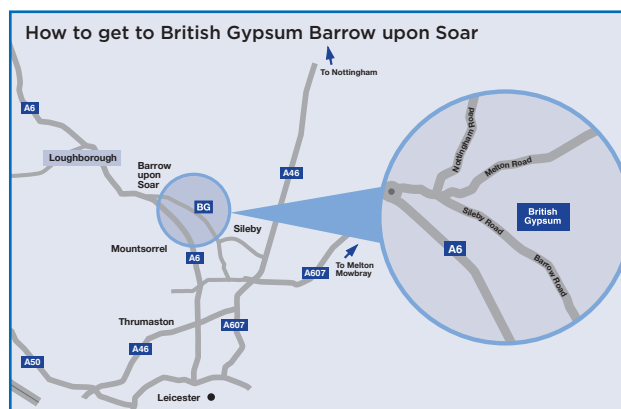 How to get to British Gypsum Barrow upon Soar
To Nottingham
A6
Loughborough
Barrow
upon
Soar
A46
BG
Sileby
Mountsorrel
A6
To Melton
Mowbray
A607
Thrumaston
A607
A46
A50
Leicester
Nottingham Road
Melton Road
British
Gypsum
Sileby Road
A6
Barrow Road